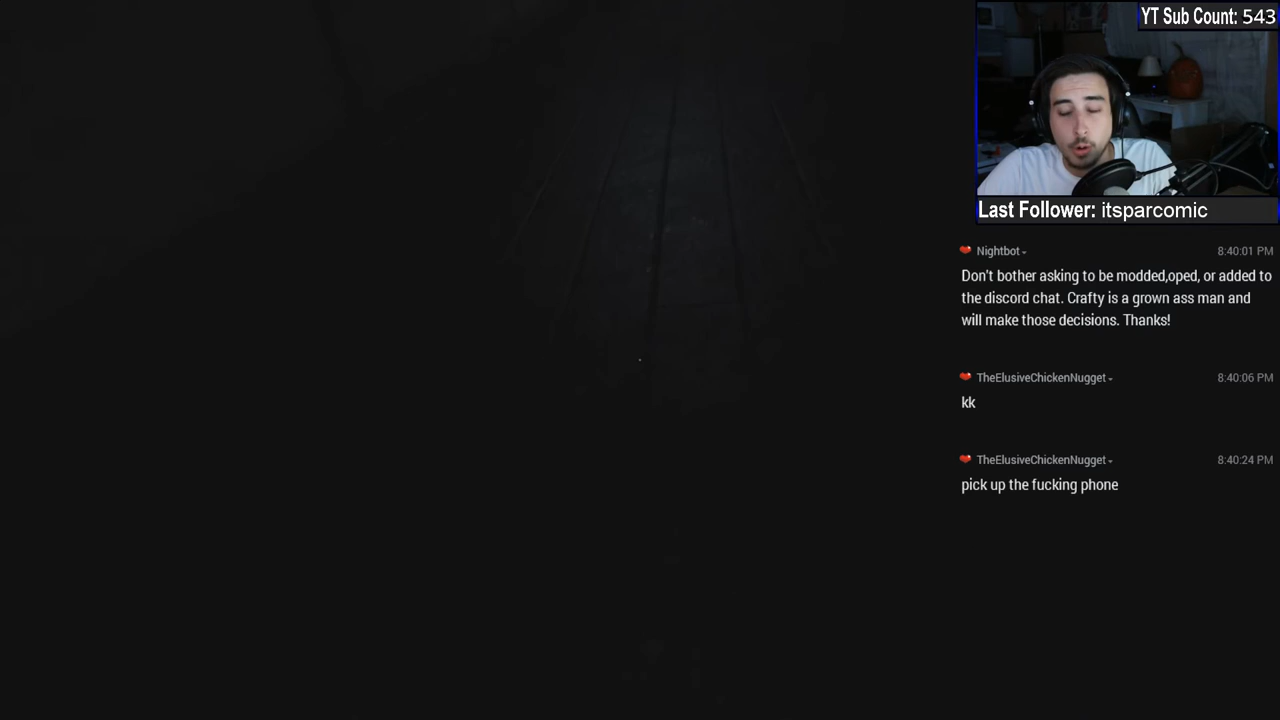 YT Sub Count: 543
Last Follower: itsparcomic
Nightbot 8:40:01 PM
Don't bother asking to be modded,oped, or added to
the discord chat. Crafty is a grown ass man and
will make those decisions. Thanks!
TheElusiveChickenNugget 8:40:06 PM
kk
TheElusiveChickenNugget 8:40:24 PM
pick up the fucking phone